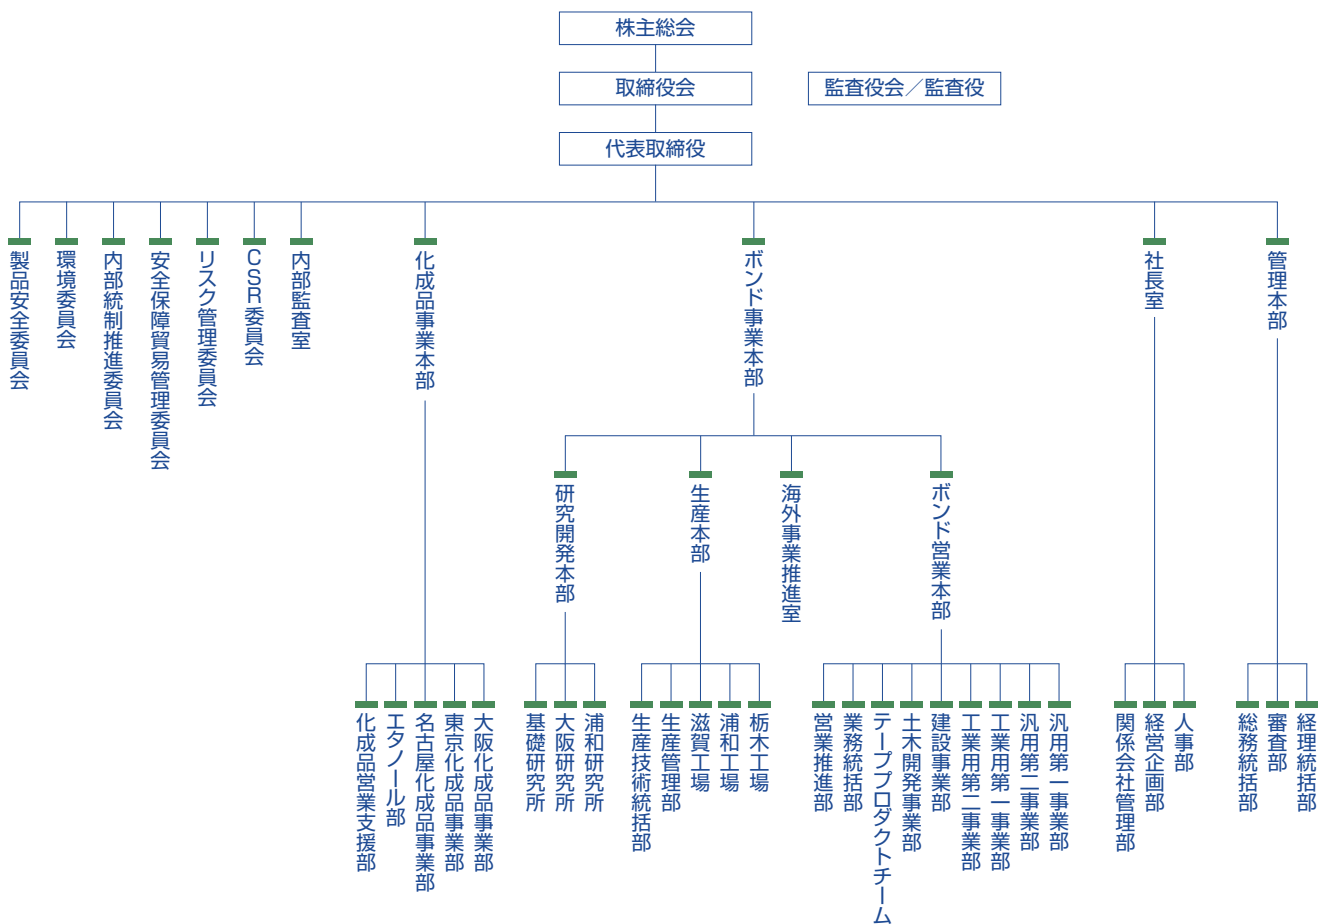 株主総会
取締役会
監査役会／監査役
代表取締役
製品安全委員会
環境委員会
内部統制推進委員会
安全保障貿易管理委員会
リスク管理委員会
CSR委員会
内部監査室
化成品事業本部
ボンド事業本部
社長室
管理本部
研究開発本部
生産本部
海外事業推進室
ボンド営業本部
化成品営業支援部
エタノール部
名古屋化成品事業部
東京化成品事業部
大阪化成品事業部
基礎研究所
大阪研究所
浦和研究所
生産技術統括部
生産管理部
滋賀工場
浦和工場
栃木工場
営業推進部
業務統括部
テーププロダクトチーム
土木開発事業部
建設事業部
工業用第二事業部
工業用第一事業部
汎用第二事業部
汎用第一事業部
関係会社管理部
経営企画部
人事部
総務統括部
審査部
経理統括部